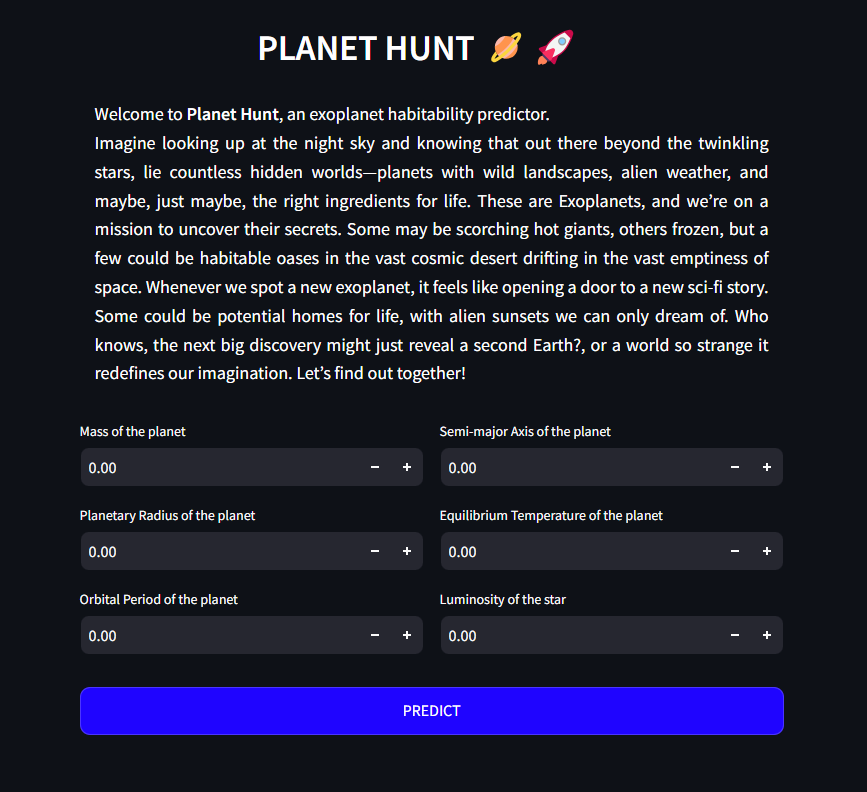 PLANET HUNT 🪐 🚀
Welcome to Planet Hunt, an exoplanet habitability predictor.
Imagine looking up at the night sky and knowing that out there beyond the twinkling
stars, lie countless hidden worlds—planets with wild landscapes, alien weather, and
maybe, just maybe, the right ingredients for life. These are Exoplanets, and we’re on a
mission to uncover their secrets. Some may be scorching hot giants, others frozen, but a
few could be habitable oases in the vast cosmic desert drifting in the vast emptiness of
space. Whenever we spot a new exoplanet, it feels like opening a door to a new sci-fi story.
Some could be potential homes for life, with alien sunsets we can only dream of. Who
knows, the next big discovery might just reveal a second Earth?, or a world so strange it
redefines our imagination. Let’s find out together!
Mass of the planet
0.00
Semi-major Axis of the planet
0.00
Planetary Radius of the planet
0.00
Equilibrium Temperature of the planet
0.00
Orbital Period of the planet
0.00
Luminosity of the star
0.00
PREDICT